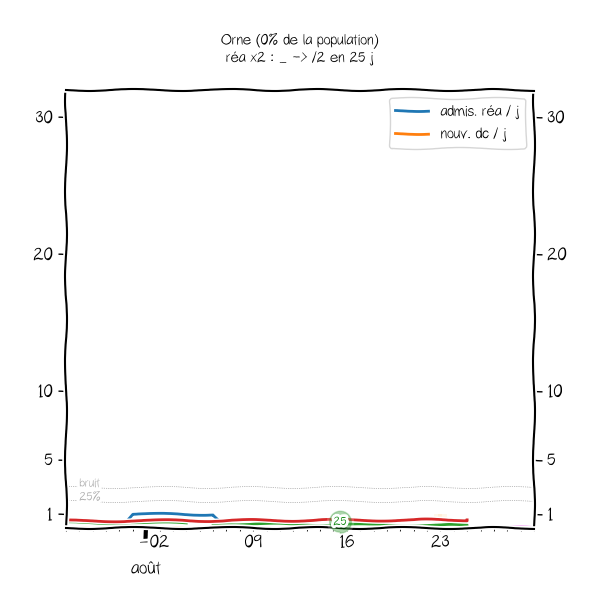 Orne (0% de la population)
réa x2 : _ -> /2 en 25 j
admis. réa / j
nouv. dc / j
30
30
20
20
10
10
5
5
bruit
25%
1
1
25
02
09
16
23
août